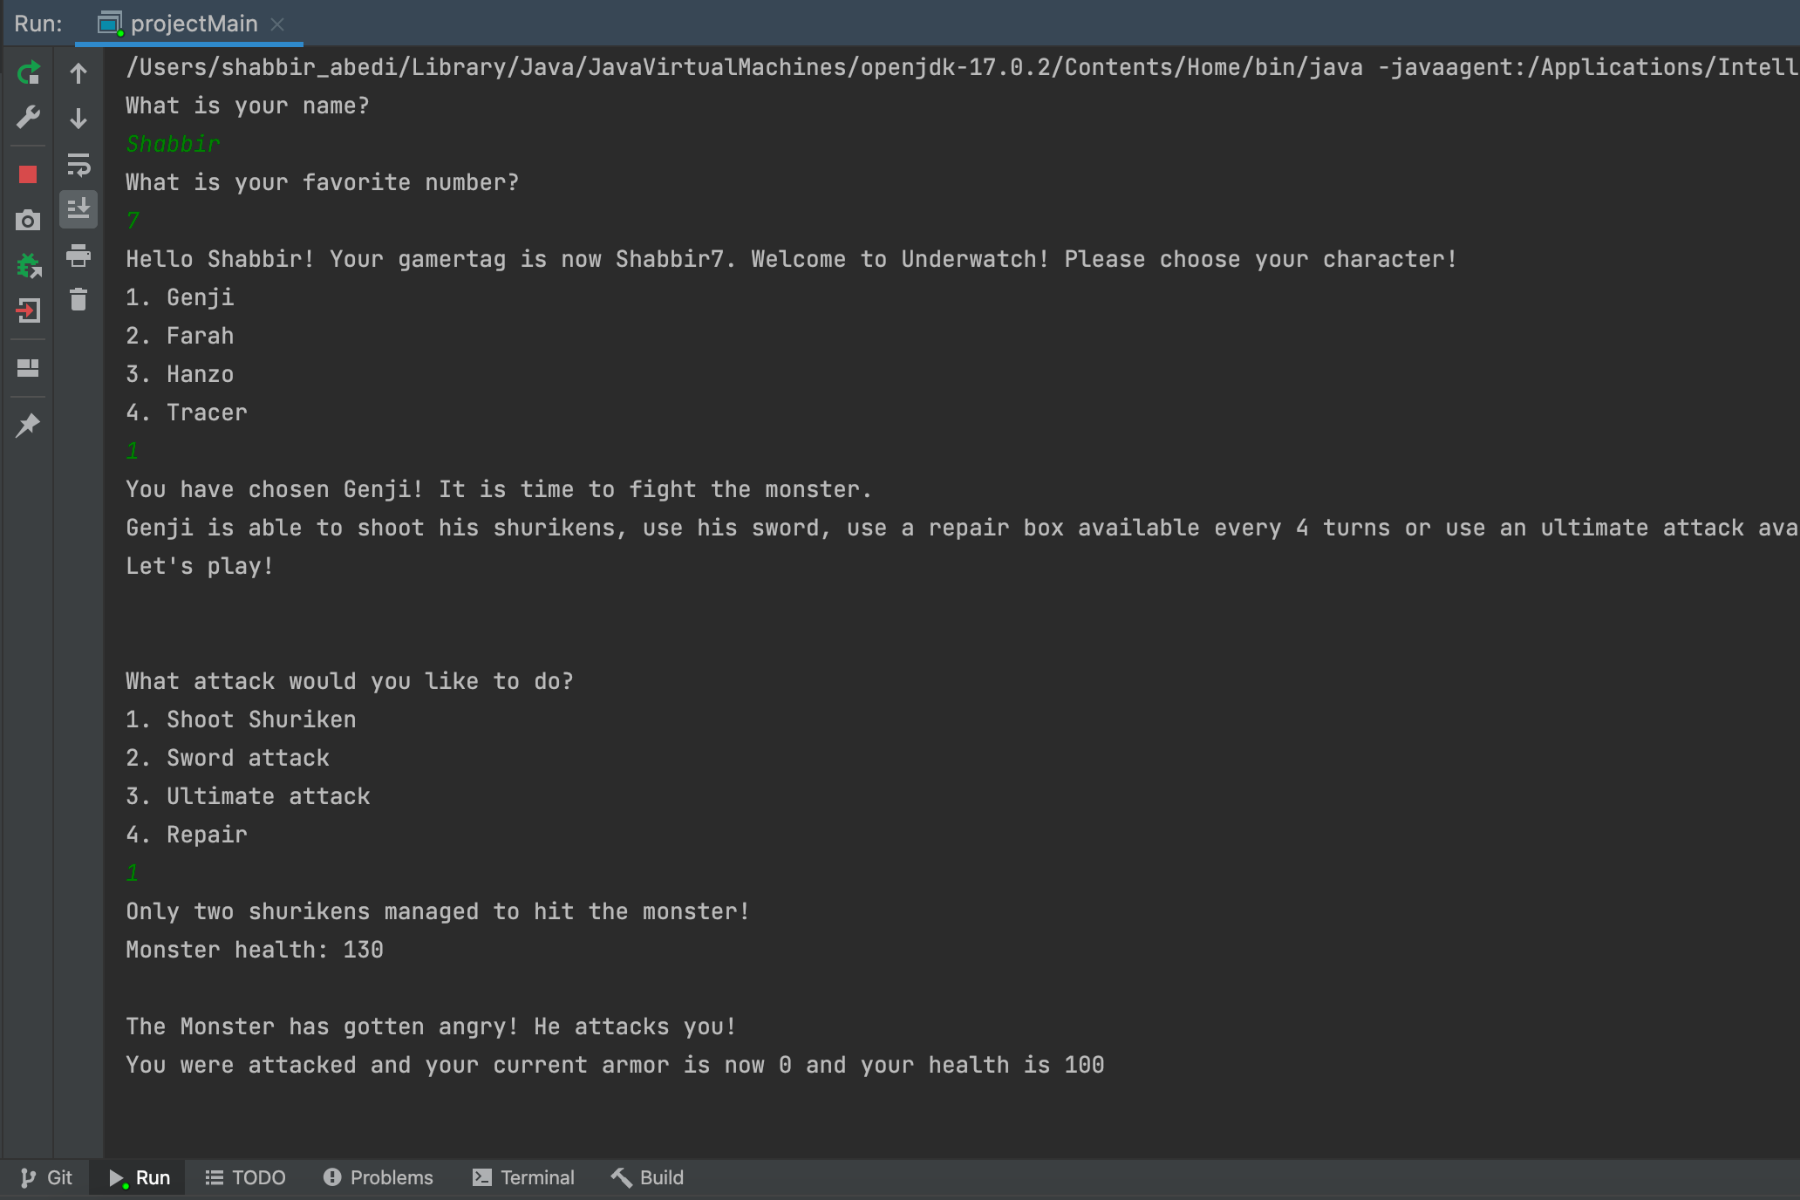 Run: projectMain
/Users/shabbir_abedi/Library/Java/JavaVirtualMachines/openjdk-17.0.2/Contents/Home/bin/java -javaagent:/Applications/Intell
What is your name?
Shabbir
What is your favorite number?
7
Hello Shabbir! Your gamertag is now Shabbir7. Welcome to Underwatch! Please choose your character!
1. Genji
2. Farah
3. Hanzo
4. Tracer
1
You have chosen Genji! It is time to fight the monster.
Genji is able to shoot his shurikens, use his sword, use a repair box available every 4 turns or use an ultimate attack ava
Let's play!
What attack would you like to do?
1. Shoot Shuriken
2. Sword attack
3. Ultimate attack
4. Repair
1
Only two shurikens managed to hit the monster!
Monster health: 130
The Monster has gotten angry! He attacks you!
You were attacked and your current armor is now 0 and your health is 100
Git Run TODO Problems Terminal Build